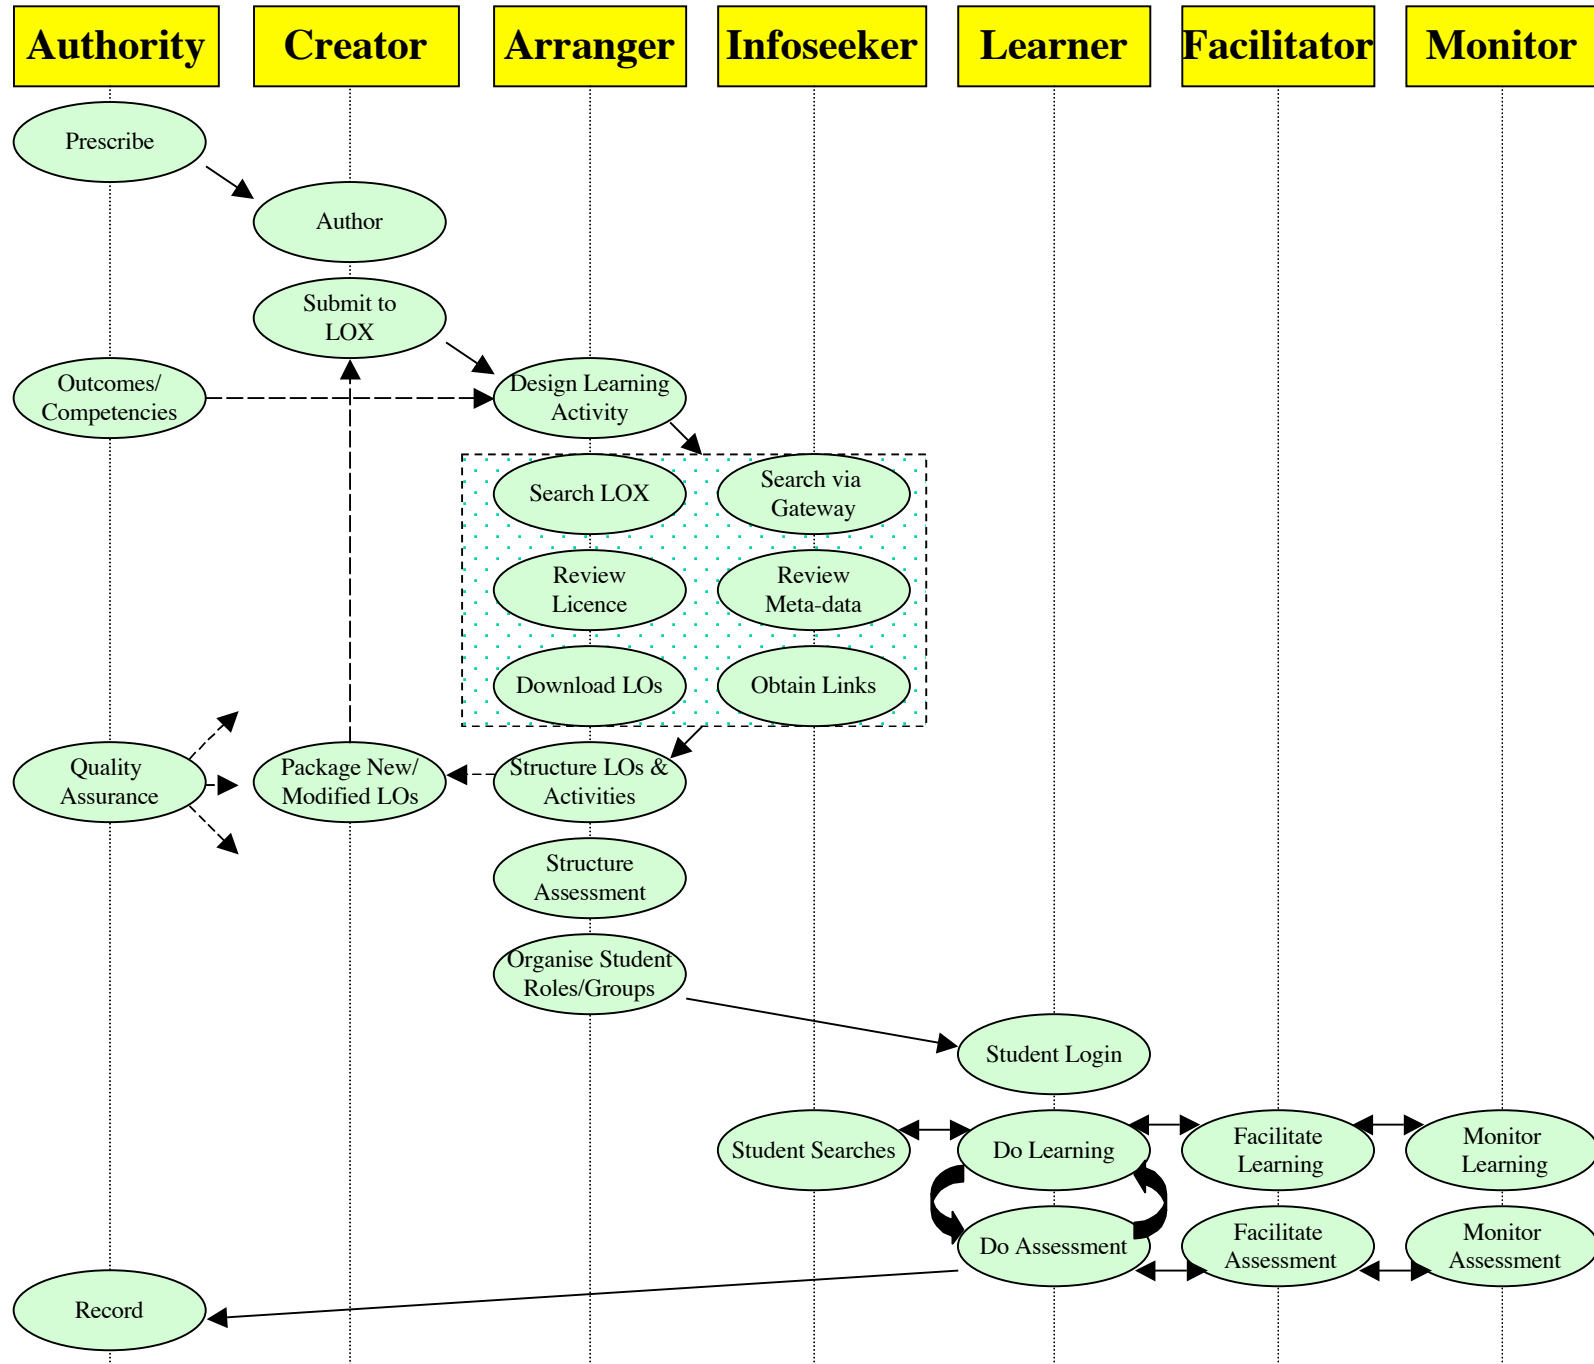 Authority
Creator
Arranger
Infoseeker
Learner
Facilitator
Monitor
Prescribe
Author
Submit to
LOX
Outcomes/
Competencies
Design Learning
Activity
Search LOX
Search via
Gateway
Review
Licence
Review
Meta-data
Download LOs
Obtain Links
Quality
Assurance
Package New/
Modified LOs
Structure LOs &
Activities
Structure
Assessment
Organise Student
Roles/Groups
Student Login
Student Searches
Do Learning
Facilitate
Learning
Monitor
Learning
Do Assessment
Facilitate
Assessment
Monitor
Assessment
Record